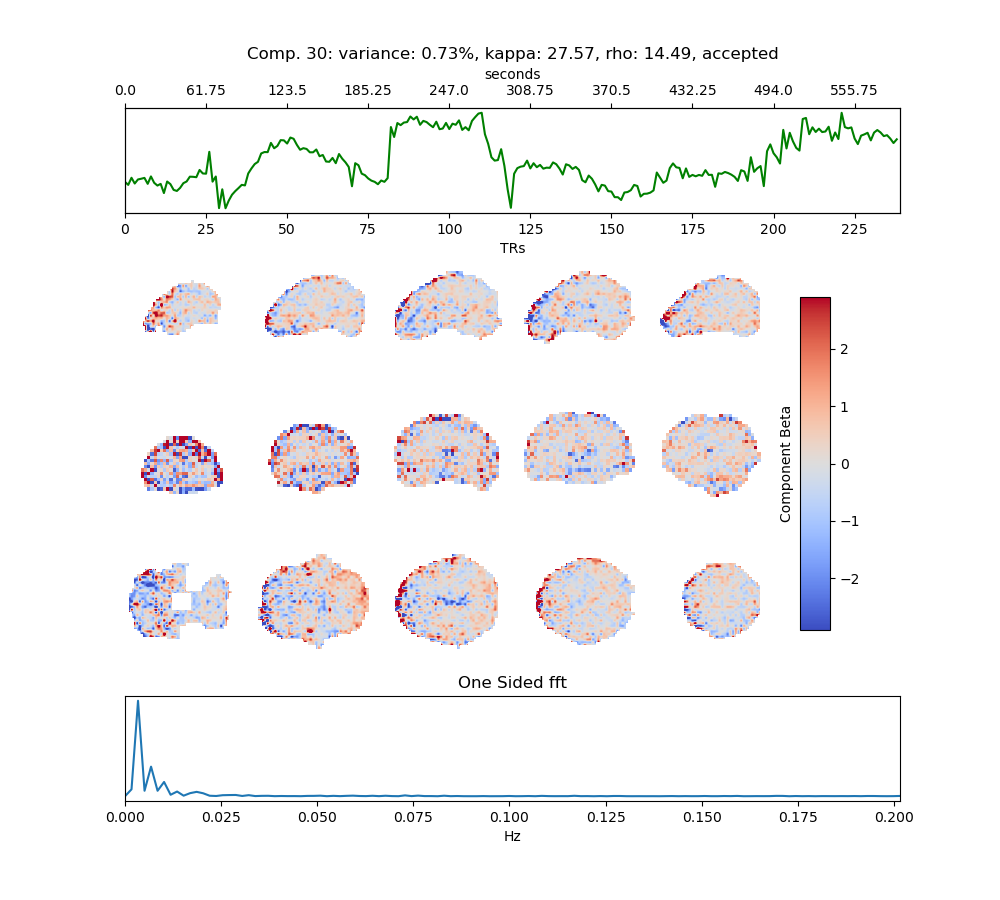 Comp. 30: variance: 0.73%, kappa: 27.57, rho: 14.49, accepted
seconds
0.0 61.75 123.5 185.25 247.0 308.75 370.5 432.25 494.0 555.75
0 25 50 75 100 125 150 175 200 225
TRs
2
1
0
−1
−2
Component Beta
One Sided fft
0.000 0.025 0.050 0.075 0.100 0.125 0.150 0.175 0.200
Hz